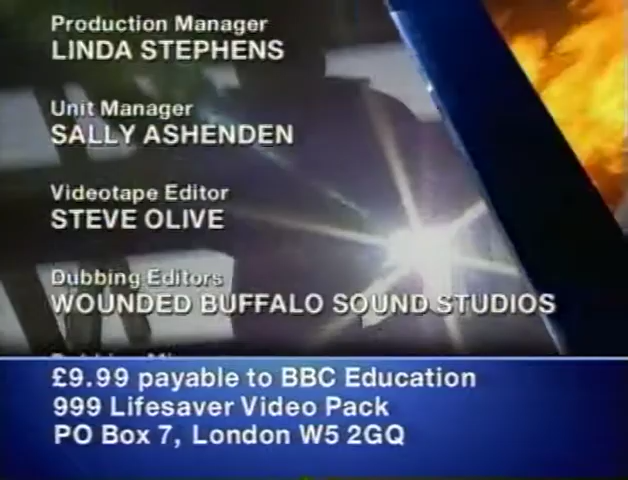 Production Manager
LINDA STEPHENS
Unit Manager
SALLY ASHENDEN
Videotape Editor
STEVE OLIVE
Dubbing Editors
WOUNDED BUFFALO SOUND STUDIOS
£9.99 payable to BBC Education
999 Lifesaver Video Pack
PO Box 7, London W5 2GQ